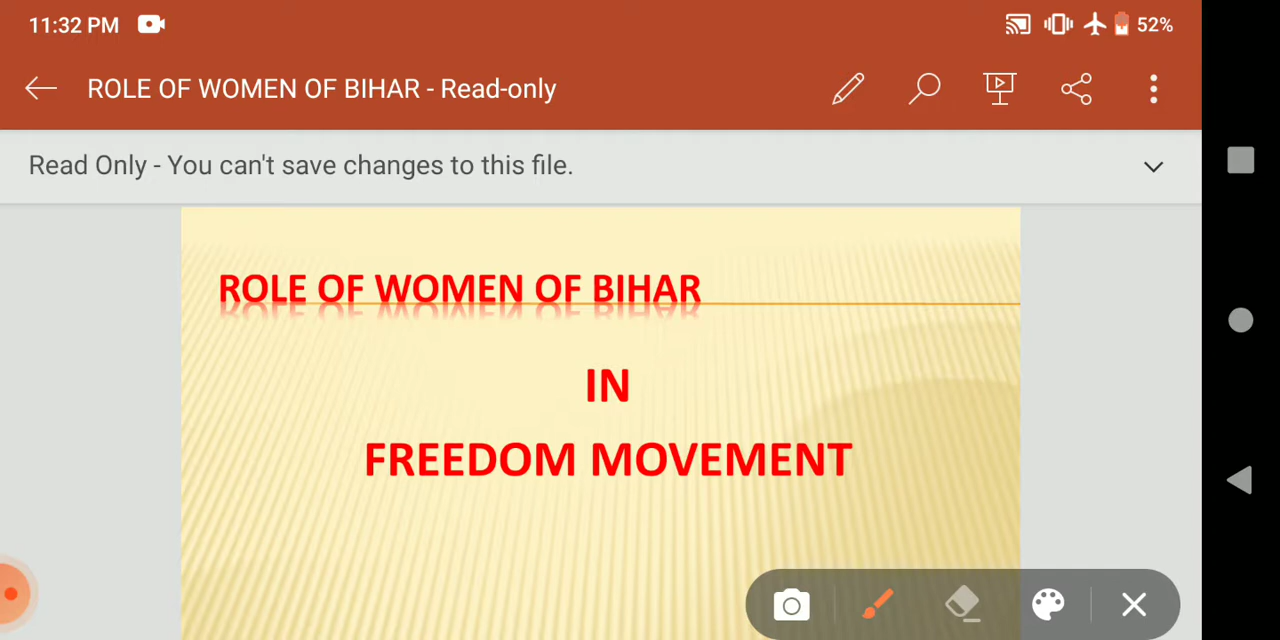 11:32 PM
52%
ROLE OF WOMEN OF BIHAR - Read-only
Read Only - You can't save changes to this file.
ROLE OF WOMEN OF BIHAR
IN
FREEDOM MOVEMENT